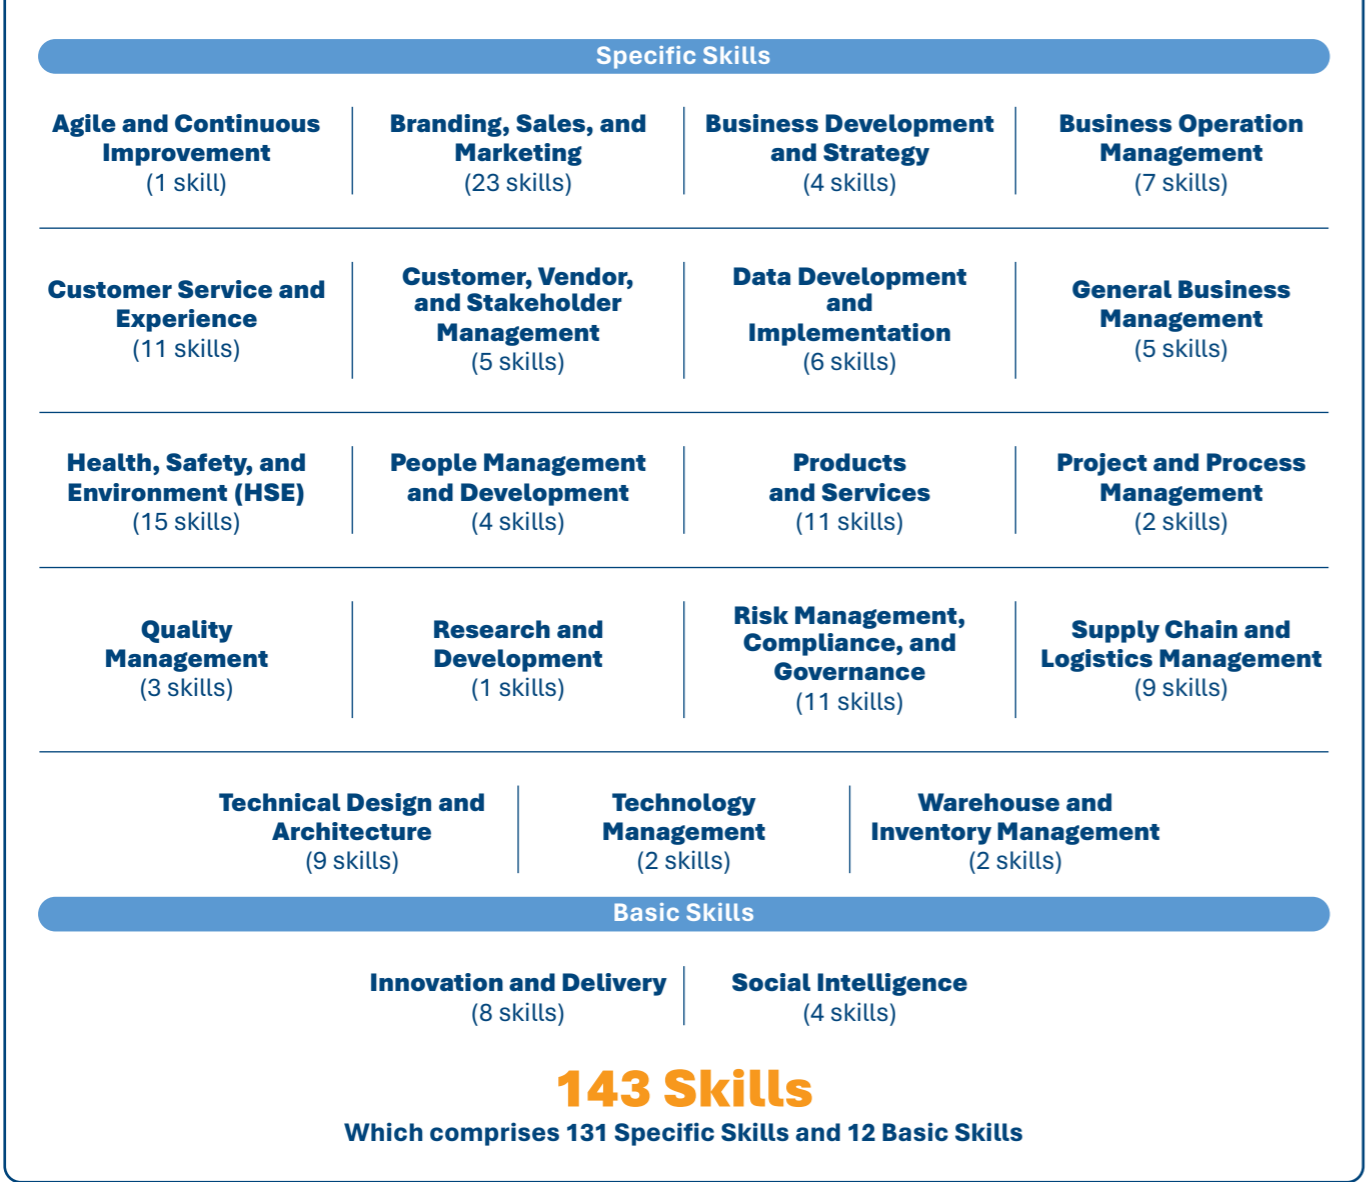 Specific Skills
Agile and Continuous
Improvement
(1 skill)
Branding, Sales, and
Marketing
(23 skills)
Business Development
and Strategy
(4 skills)
Business Operation
Management
(7 skills)
Customer Service and
Experience
(11 skills)
Customer, Vendor,
and Stakeholder
Management
(5 skills)
Data Development
and
Implementation
(6 skills)
General Business
Management
(5 skills)
Health, Safety, and
Environment (HSE)
(15 skills)
People Management
and Development
(4 skills)
Products
and Services
(11 skills)
Project and Process
Management
(2 skills)
Quality
Management
(3 skills)
Research and
Development
(1 skills)
Risk Management,
Compliance, and
Governance
(11 skills)
Supply Chain and
Logistics Management
(9 skills)
Technical Design and
Architecture
(9 skills)
Technology
Management
(2 skills)
Warehouse and
Inventory Management
(2 skills)
Basic Skills
Innovation and Delivery
(8 skills)
Social Intelligence
(4 skills)
143 Skills
Which comprises 131 Specific Skills and 12 Basic Skills